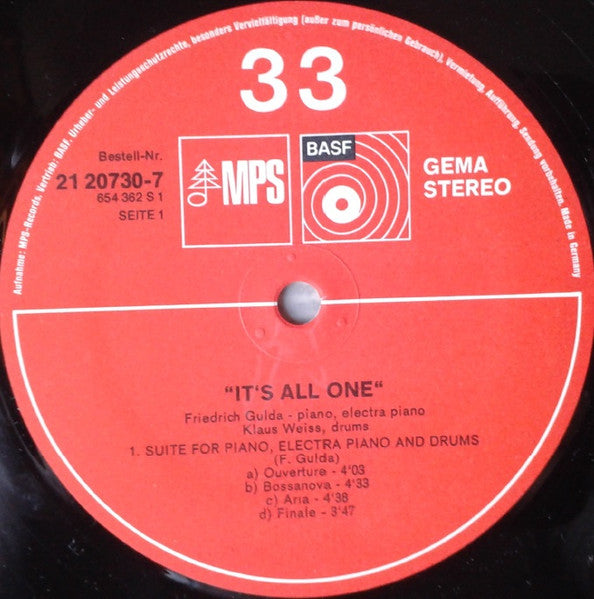 Aufnahme: MPS-Records, Vertrieb: BASF. Urheber- und Leistungsschutzrechte, besondere Vervielfältigung (außer zum persönlichen Gebrauch), Vermietung, Aufführung, Sendung vorbehalten. Made in Germany
33
Bestell-Nr.
21 20730-7
654 362 S 1
SEITE 1
MPS
BASF
GEMA
STEREO
"IT'S ALL ONE"
Friedrich Gulda - piano, electra piano
Klaus Weiss, drums
1. SUITE FOR PIANO, ELECTRA PIANO AND DRUMS
(F. Gulda)
a) Ouverture - 4'03
b) Bossanova - 4'33
c) Aria - 4'38
d) Finale - 3'47